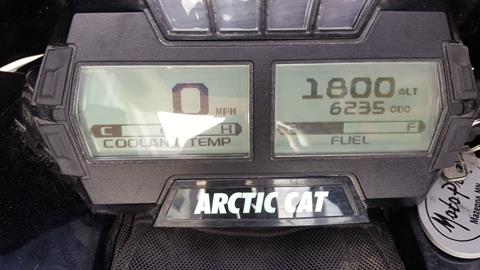 0 MPH
C H
COOLANT TEMP
1800 ALT
6235 ODO
F
FUEL
ARCTIC CAT